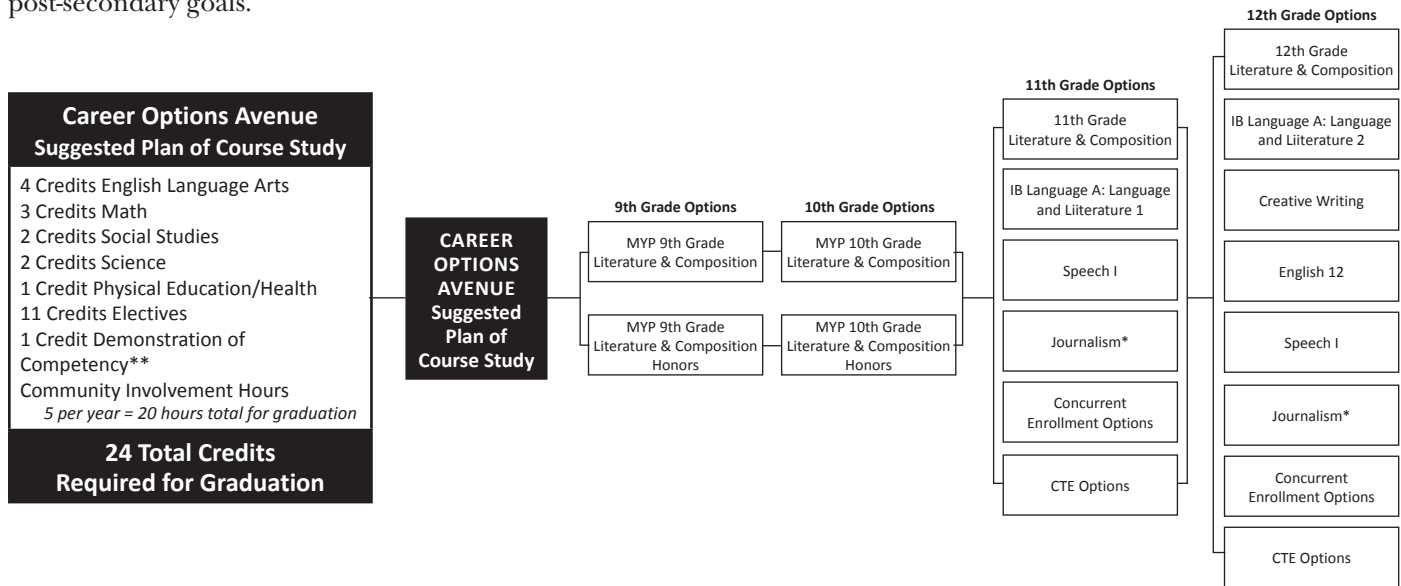 post-secondary goals.
Career Options Avenue
Suggested Plan of Course Study
4 Credits English Language Arts
3 Credits Math
2 Credits Social Studies
2 Credits Science
1 Credit Physical Education/Health
11 Credits Electives
1 Credit Demonstration of
Competency**
Community Involvement Hours
5 per year = 20 hours total for graduation
24 Total Credits
Required for Graduation
CAREER
OPTIONS
AVENUE
Suggested
Plan of
Course Study
9th Grade Options
MYP 9th Grade
Literature & Composition
MYP 9th Grade
Literature & Composition
Honors
10th Grade Options
MYP 10th Grade
Literature & Composition
MYP 10th Grade
Literature & Composition
Honors
11th Grade Options
11th Grade
Literature & Composition
IB Language A: Language
and Liiterature 1
Speech I
Journalism*
Concurrent
Enrollment Options
CTE Options
12th Grade Options
12th Grade
Literature & Composition
IB Language A: Language
and Liiterature 2
Creative Writing
English 12
Speech I
Journalism*
Concurrent
Enrollment Options
CTE Options